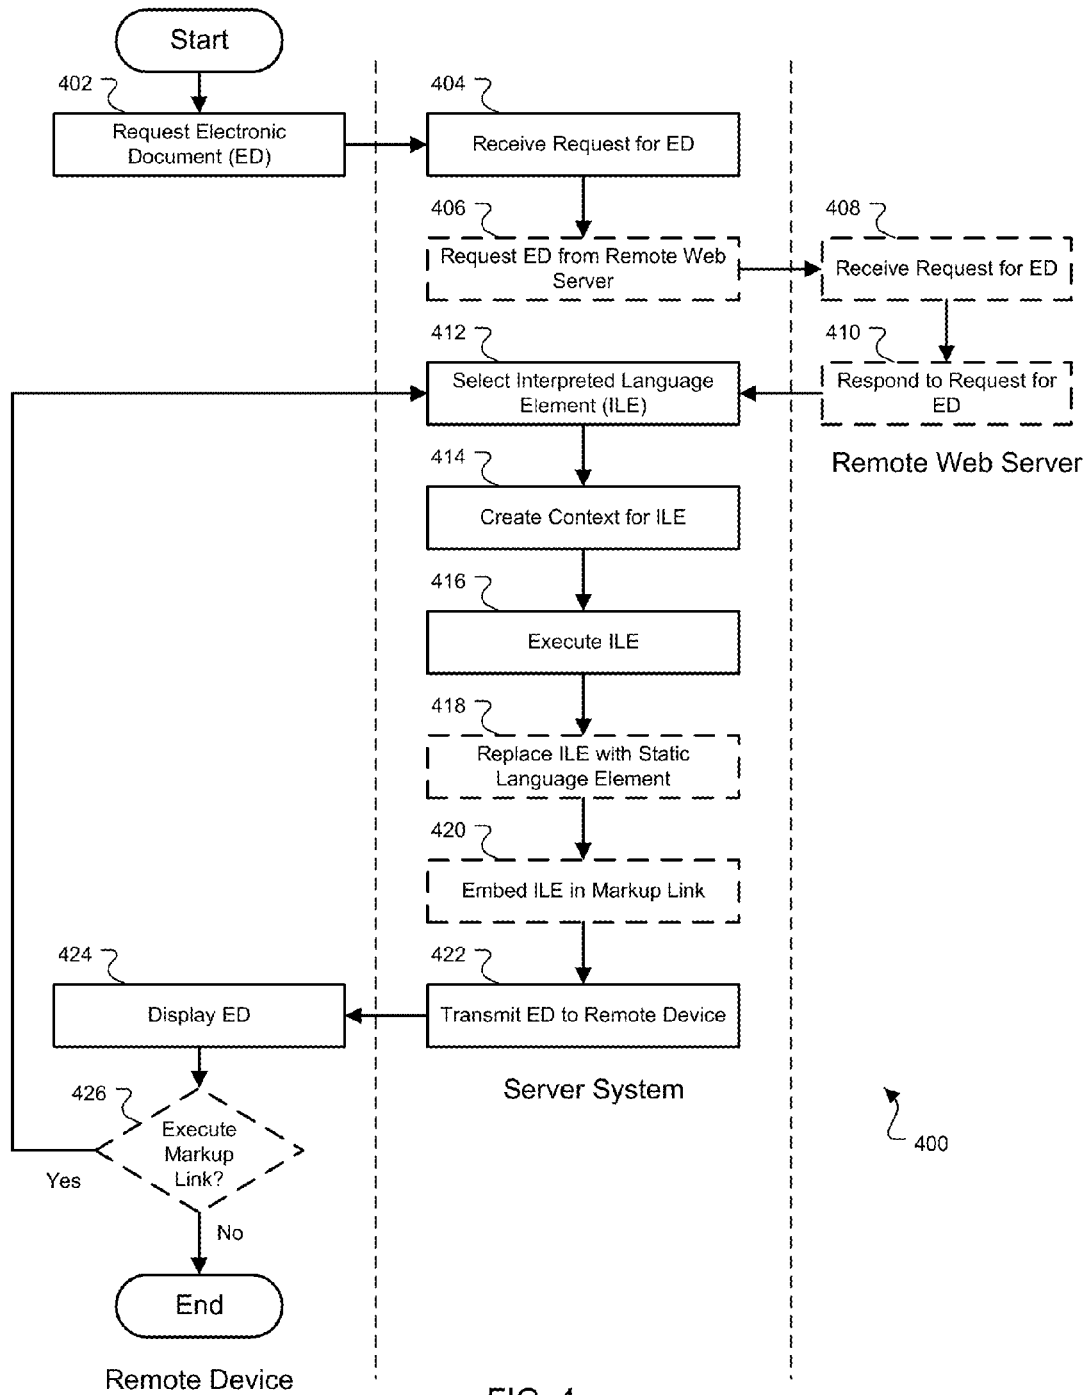 Start
402
Request Electronic
Document (ED)
404
Receive Request for ED
406
Request ED from Remote Web
Server
408
Receive Request for ED
412
Select Interpreted Language
Element (ILE)
410
Respond to Request for
ED
Remote Web Server
414
Create Context for ILE
416
Execute ILE
418
Replace ILE with Static
Language Element
420
Embed ILE in Markup Link
424
Display ED
422
Transmit ED to Remote Device
Server System
426
Execute
Markup
Link?
Yes
No
400
End
Remote Device
FIG. 4